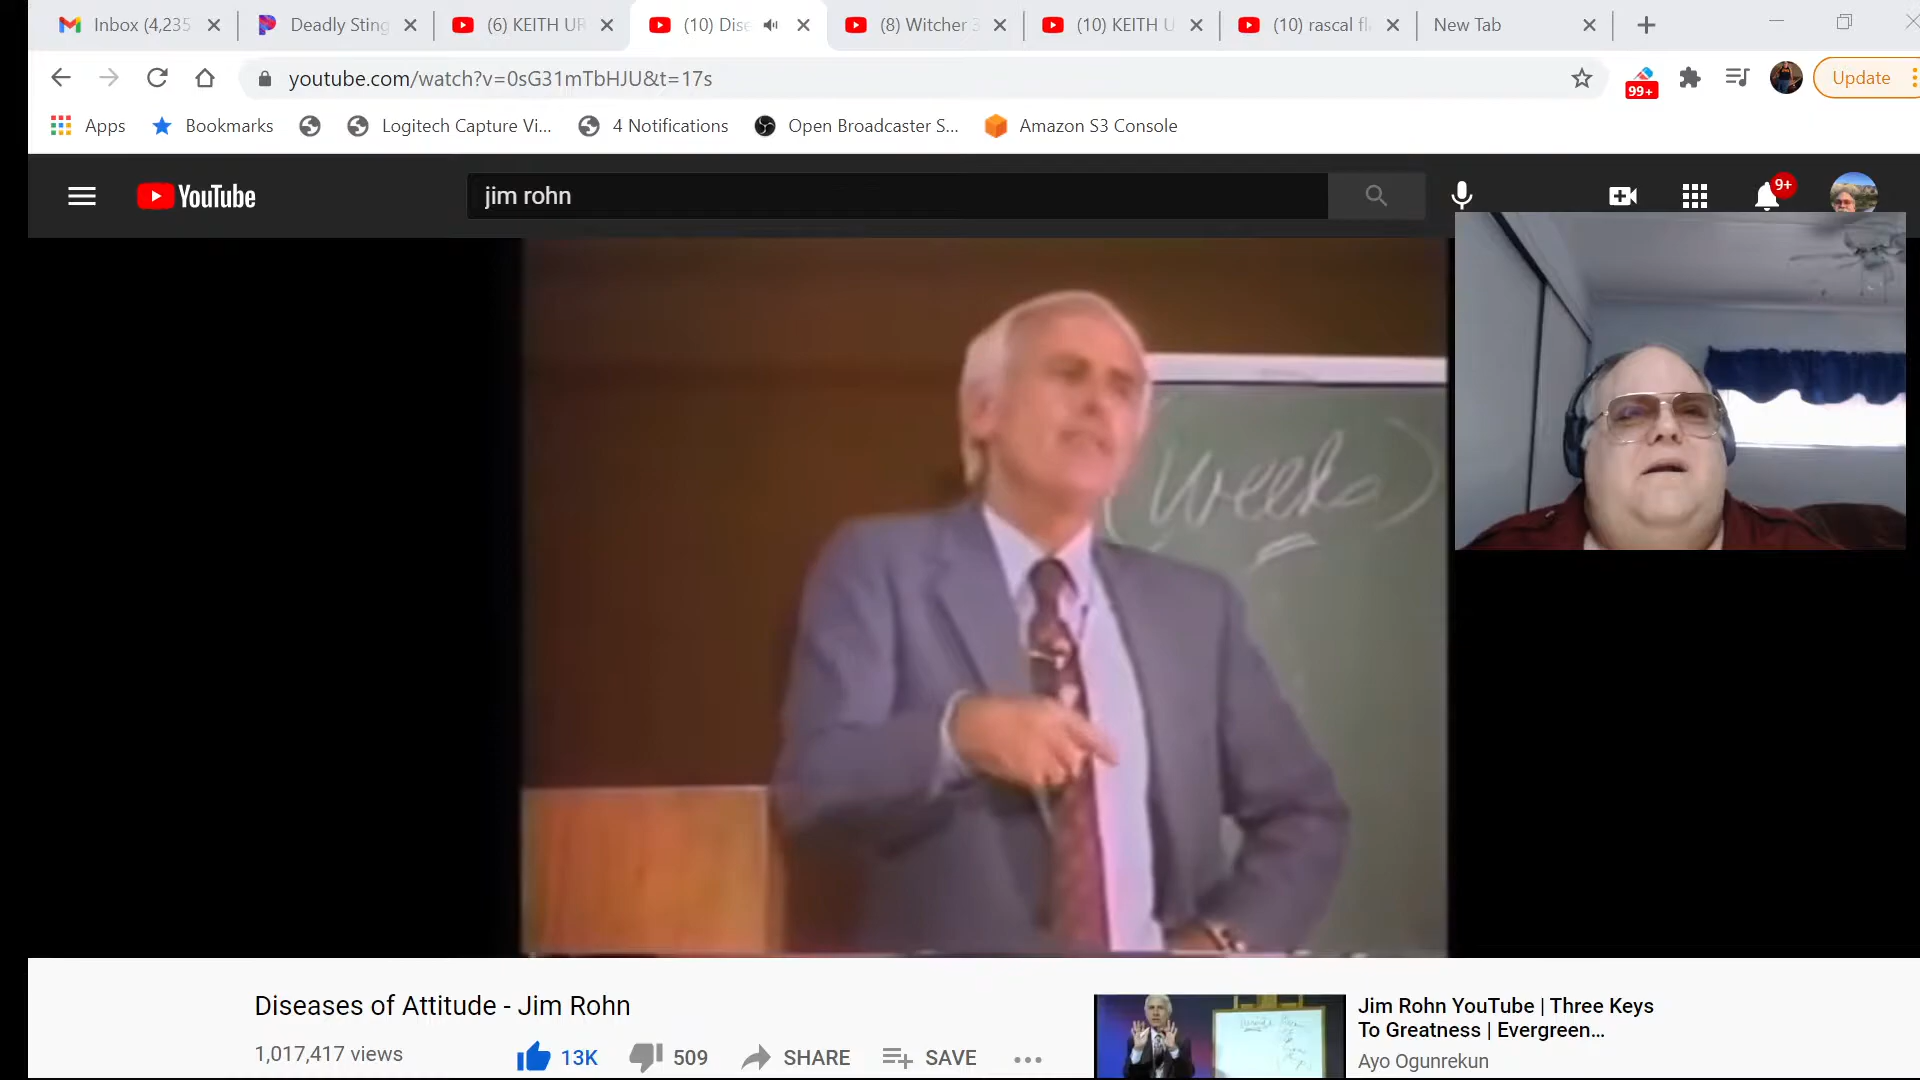 Inbox (4,235
Deadly Sting
(6) KEITH UR
(10) Dise
(8) Witcher 3
(10) KEITH U
(10) rascal fl
New Tab
youtube.com/watch?v=0sG31mTbHJU&t=17s
99+
Update
Apps
Bookmarks
Logitech Capture Vi...
4 Notifications
Open Broadcaster S...
Amazon S3 Console
YouTube
jim rohn
9+
(Weeds)
Diseases of Attitude - Jim Rohn
1,017,417 views
13K
509
SHARE
SAVE
Jim Rohn YouTube | Three Keys
To Greatness | Evergreen...
Ayo Ogunrekun